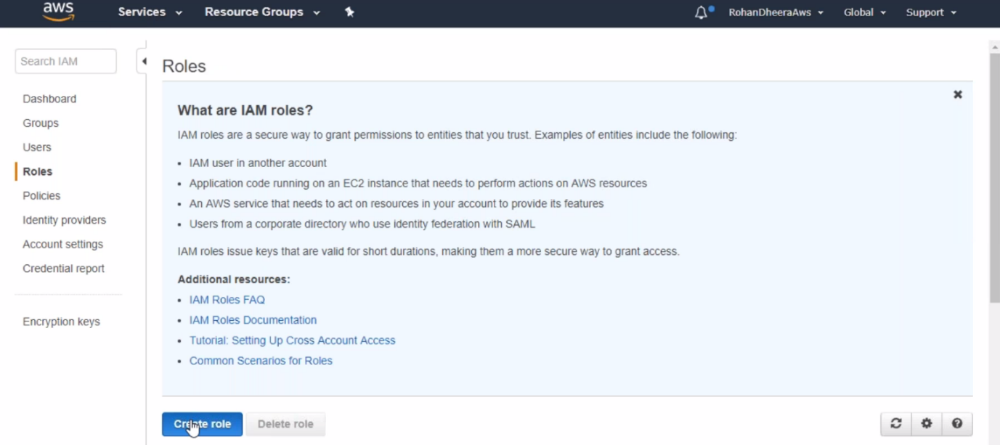 aws
Services
Resource Groups
RohanDheeraAws
Global
Support
Search IAM
Dashboard
Groups
Users
Roles
Policies
Identity providers
Account settings
Credential report
Encryption keys
Roles
What are IAM roles?
IAM roles are a secure way to grant permissions to entities that you trust. Examples of entities include the following:
IAM user in another account
Application code running on an EC2 instance that needs to perform actions on AWS resources
An AWS service that needs to act on resources in your account to provide its features
Users from a corporate directory who use identity federation with SAML
IAM roles issue keys that are valid for short durations, making them a more secure way to grant access.
Additional resources:
IAM Roles FAQ
IAM Roles Documentation
Tutorial: Setting Up Cross Account Access
Common Scenarios for Roles
Create role
Delete role